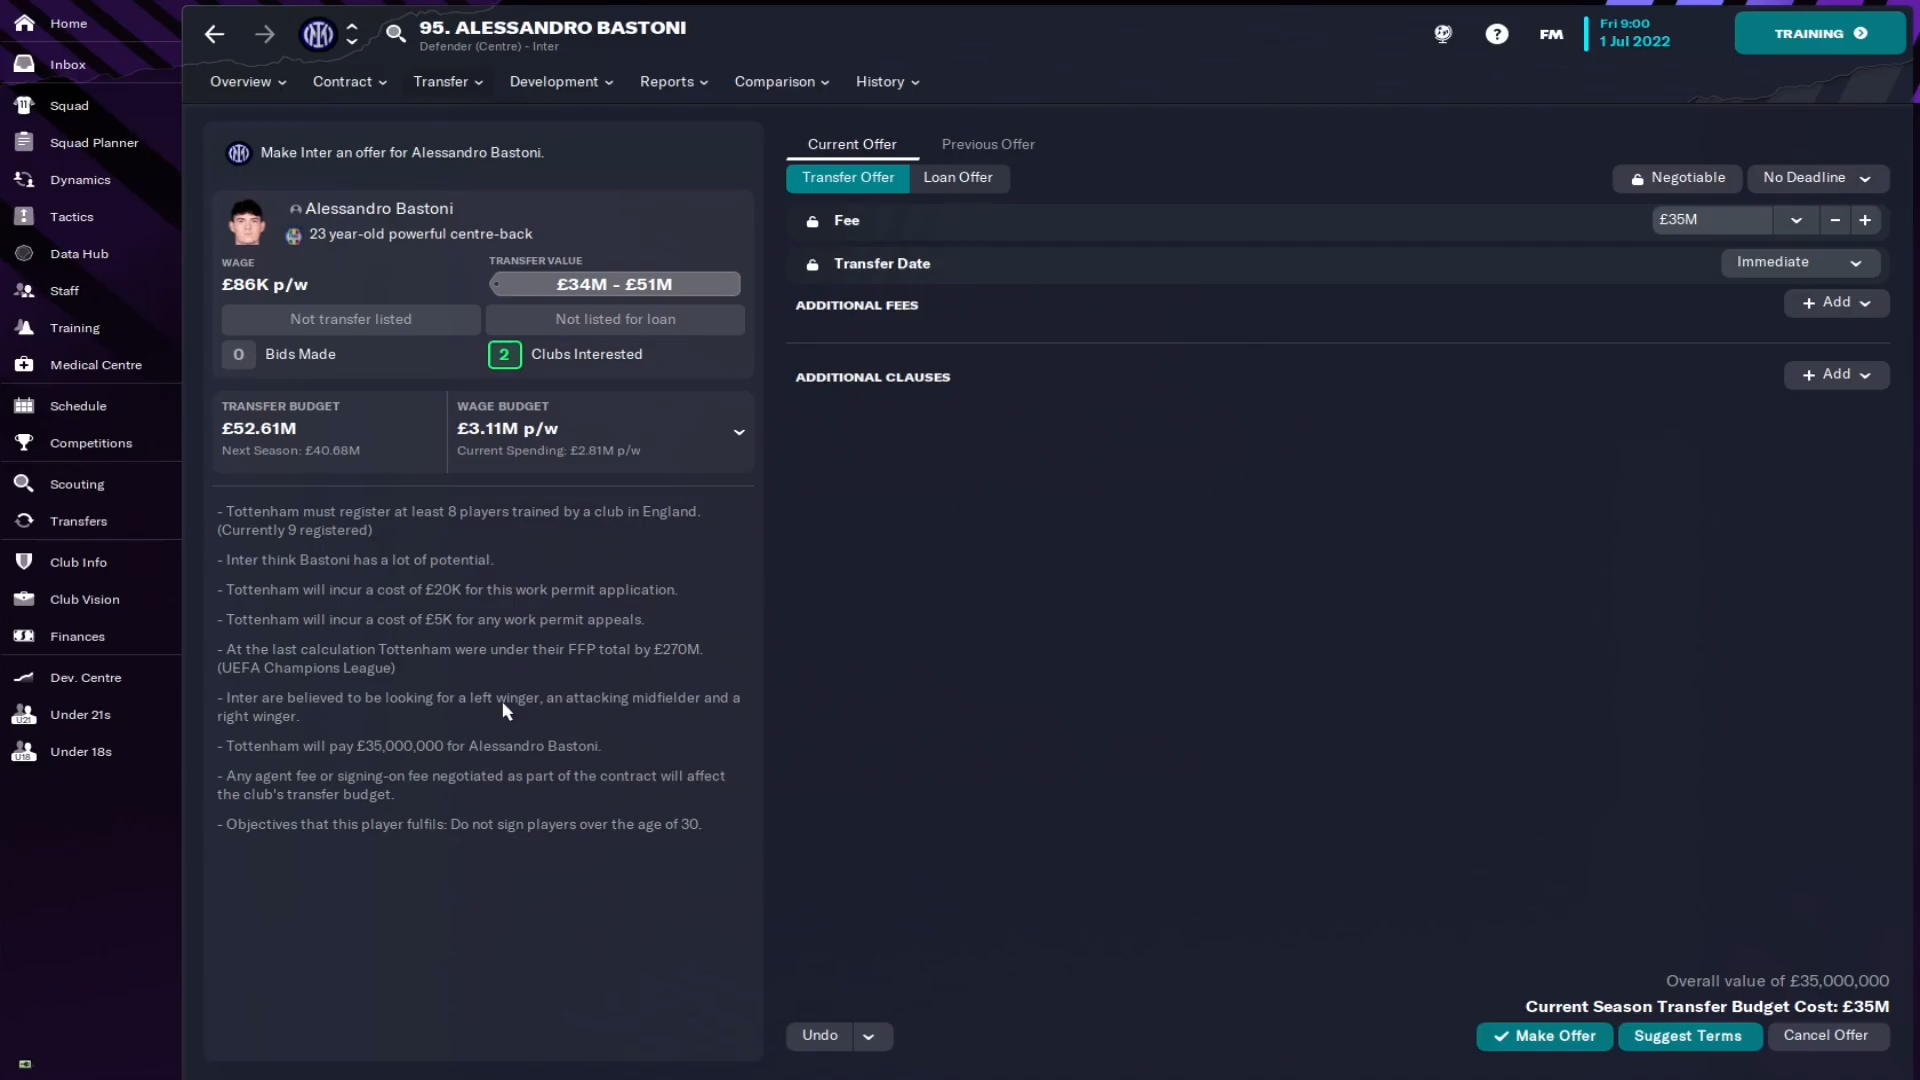 Home
Inbox
Squad
Squad Planner
Dynamics
Tactics
Data Hub
Staff
Training
Medical Centre
Schedule
Competitions
Scouting
Transfers
Club Info
Club Vision
Finances
Dev. Centre
Under 21s
Under 18s
95. ALESSANDRO BASTONI
Defender (Centre) - Inter
FM
Fri 9:00
1 Jul 2022
TRAINING
Overview
Contract
Transfer
Development
Reports
Comparison
History
Make Inter an offer for Alessandro Bastoni.
Alessandro Bastoni
23 year-old powerful centre-back
WAGE
£86K p/w
TRANSFER VALUE
£34M - £51M
Not transfer listed
Not listed for loan
0 Bids Made
2 Clubs Interested
TRANSFER BUDGET
£52.61M
Next Season: £40.68M
WAGE BUDGET
£3.11M p/w
Current Spending: £2.81M p/w
- Tottenham must register at least 8 players trained by a club in England.
(Currently 9 registered)
- Inter think Bastoni has a lot of potential.
- Tottenham will incur a cost of £20K for this work permit application.
- Tottenham will incur a cost of £5K for any work permit appeals.
- At the last calculation Tottenham were under their FFP total by £270M.
(UEFA Champions League)
- Inter are believed to be looking for a left winger, an attacking midfielder and a
right winger.
- Tottenham will pay £35,000,000 for Alessandro Bastoni.
- Any agent fee or signing-on fee negotiated as part of the contract will affect
the club's transfer budget.
- Objectives that this player fulfils: Do not sign players over the age of 30.
Current Offer
Previous Offer
Transfer Offer
Loan Offer
Negotiable
No Deadline
Fee
£35M
Transfer Date
Immediate
ADDITIONAL FEES
+ Add
ADDITIONAL CLAUSES
+ Add
Overall value of £35,000,000
Current Season Transfer Budget Cost: £35M
Undo
Make Offer
Suggest Terms
Cancel Offer